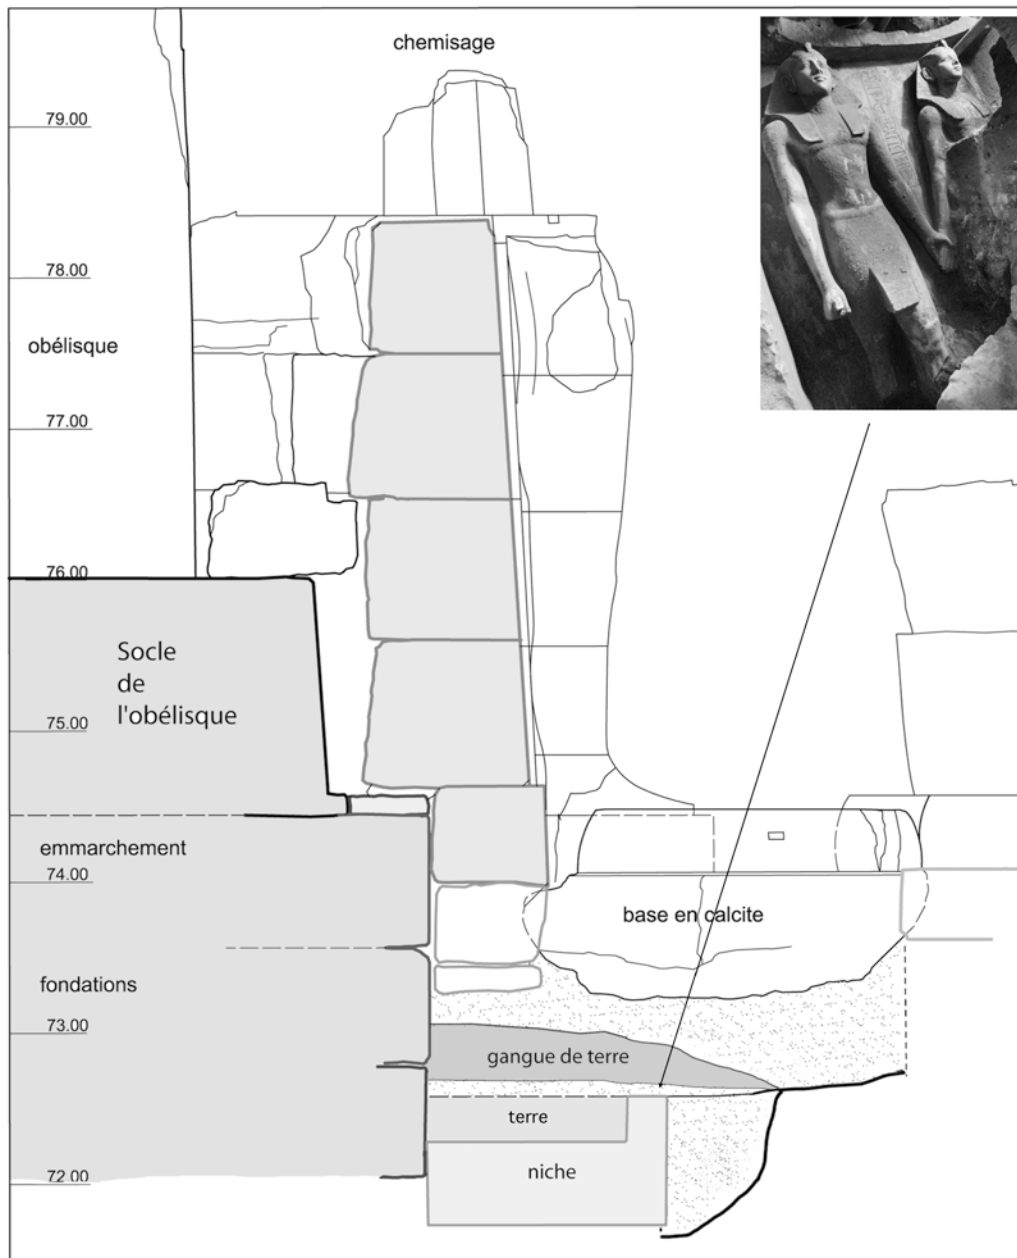 chemisage
79.00
78.00
obélisque
77.00
76.00
Socle
de
l'obélisque
75.00
emmarchement
74.00
base en calcite
fondations
73.00
gangue de terre
terre
niche
72.00